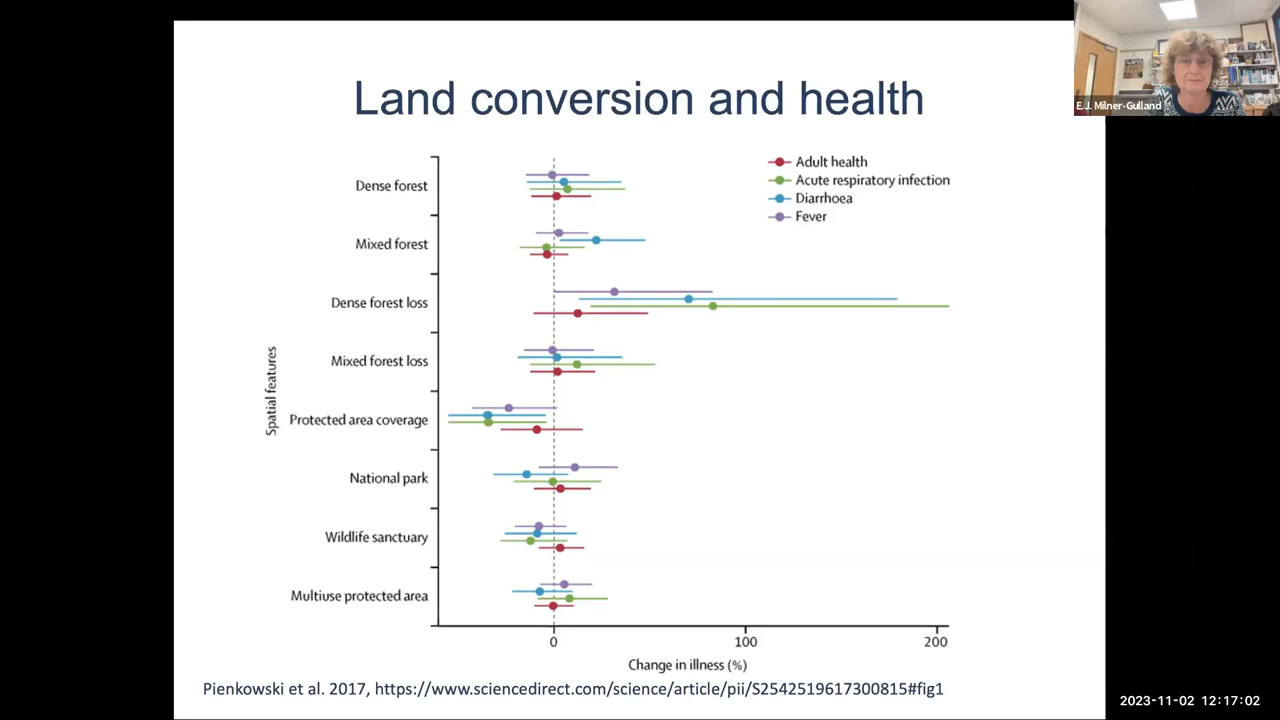 Land conversion and health
E.J. Milner-Gulland
Adult health
Acute respiratory infection
Diarrhoea
Fever
Spatial features
Dense forest
Mixed forest
Dense forest loss
Mixed forest loss
Protected area coverage
National park
Wildlife sanctuary
Multiuse protected area
0 100 200
Change in illness (%)
Pienkowski et al. 2017, https://www.sciencedirect.com/science/article/pii/S2542519617300815#fig1
2023-11-02 12:17:02